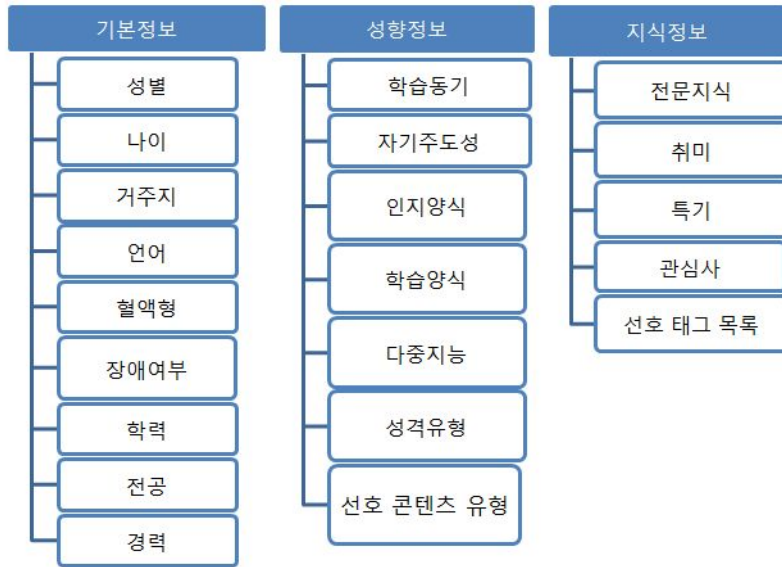 기본정보
성별
나이
거주지
언어
혈액형
장애여부
학력
전공
경력
성향정보
학습동기
자기주도성
인지양식
학습양식
다중지능
성격유형
선호 콘텐츠 유형
지식정보
전문지식
취미
특기
관심사
선호 태그 목록